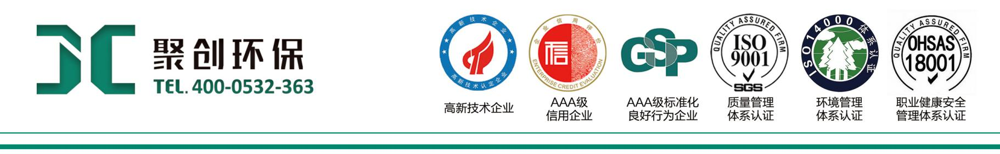 聚创环保
TEL. 400-0532-363
高新技术企业
高新技术认定企业
高新技术企业
企业信用评价
信
ENTERPRISE CREDIT EVALUATION
AAA级
信用企业
GSP
AAA级标准化
良好行为企业
QUALITY ASSURED FIRM
ISO
9001
SGS
质量管理
体系认证
ISO14000体系认证
环境管理
体系认证
QUALITY ASSURED FIRM
OHSAS
18001
职业健康安全
管理体系认证